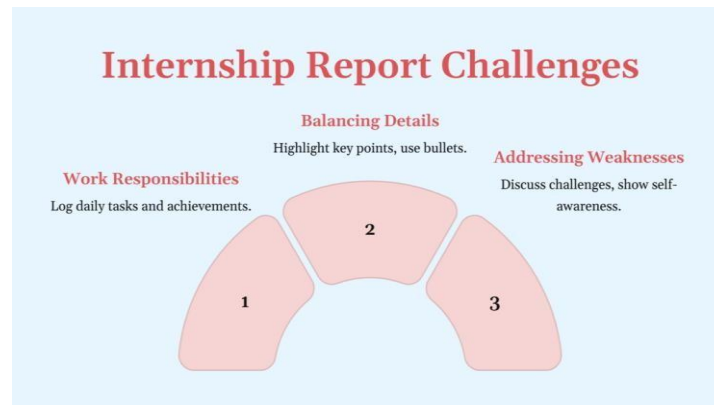 Internship Report Challenges
Balancing Details
Highlight key points, use bullets.
Work Responsibilities
Log daily tasks and achievements.
Addressing Weaknesses
Discuss challenges, show self-
awareness.
1
2
3